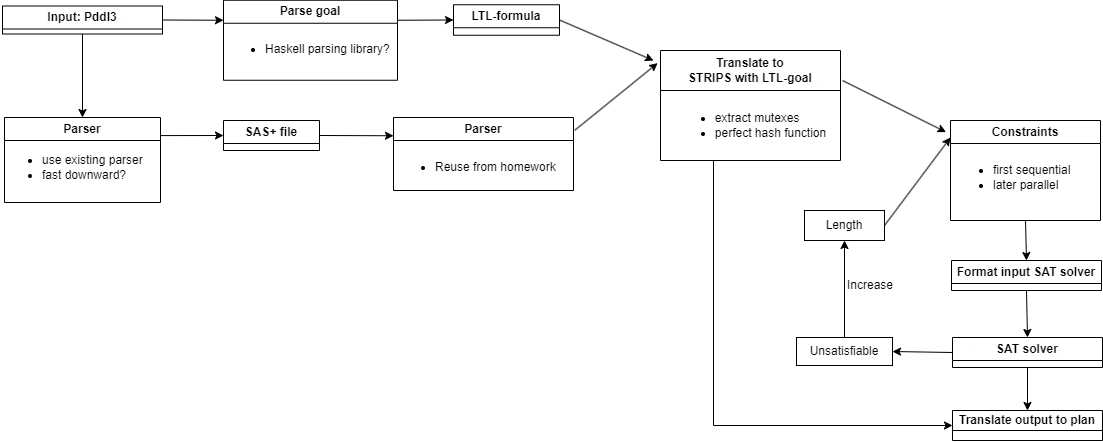 Input: Pddl3
Parse goal
Haskell parsing library?
LTL-formula
Parser
use existing parser
fast downward?
SAS+ file
Parser
Reuse from homework
Translate to
STRIPS with LTL-goal
extract mutexes
perfect hash function
Constraints
first sequential
later parallel
Length
Increase
Format input SAT solver
Unsatisfiable
SAT solver
Translate output to plan